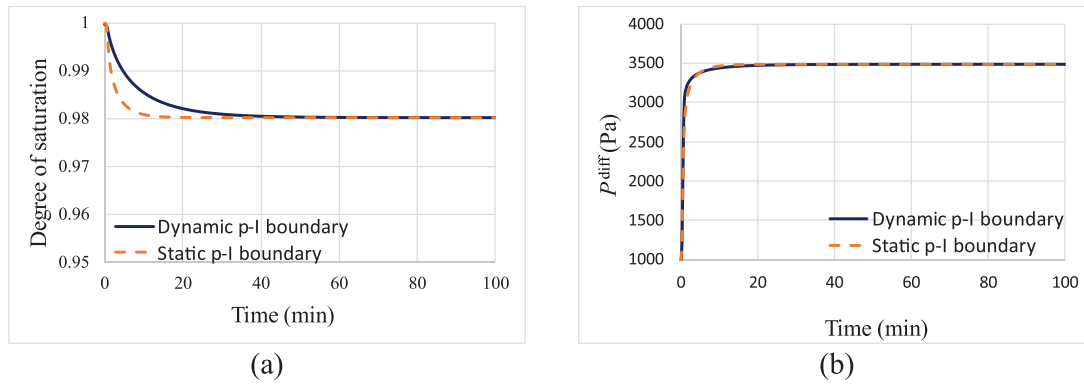 1
0.99
0.98
0.97
0.96
0.95
Degree of saturation
Dynamic p-I boundary
Static p-I boundary
0 20 40 60 80 100
Time (min)
(a)
4000
3500
3000
2500
2000
1500
1000
Pdiff (Pa)
Dynamic p-I boundary
Static p-I boundary
0 20 40 60 80 100
Time (min)
(b)